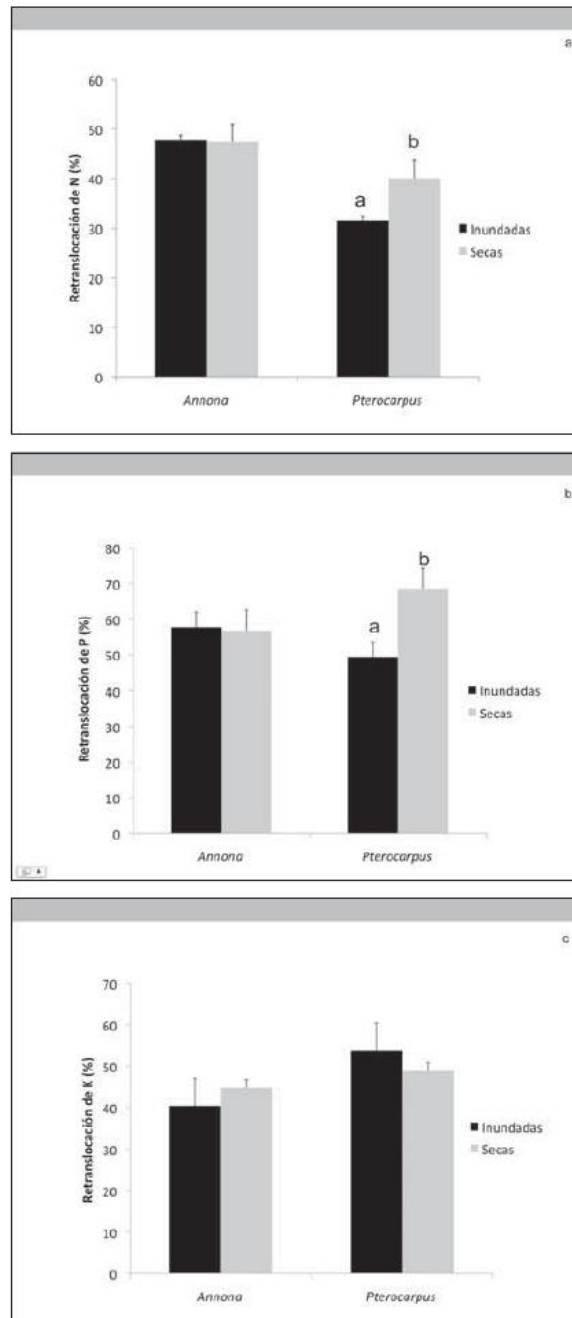 a
60
50
40
30
20
10
0
Retranslocación de N (%)
a
b
Inundadas
Secas
Annona
Pterocarpus
b
80
70
60
50
40
30
20
10
0
Retranslocación de P (%)
a
b
Inundadas
Secas
Annona
Pterocarpus
c
70
60
50
40
30
20
10
0
Retranslocación de K (%)
Inundadas
Secas
Annona
Pterocarpus